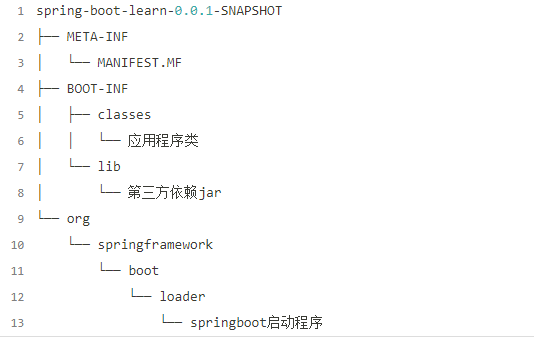 1 spring-boot-learn-0.0.1-SNAPSHOT
2 ├── META-INF
3 │   └── MANIFEST.MF
4 ├── BOOT-INF
5 │   ├── classes
6 │   │   └── 应用程序类
7 │   └── lib
8 │       └── 第三方依赖jar
9 └── org
10     └── springframework
11         └── boot
12             └── loader
13                 └── springboot启动程序